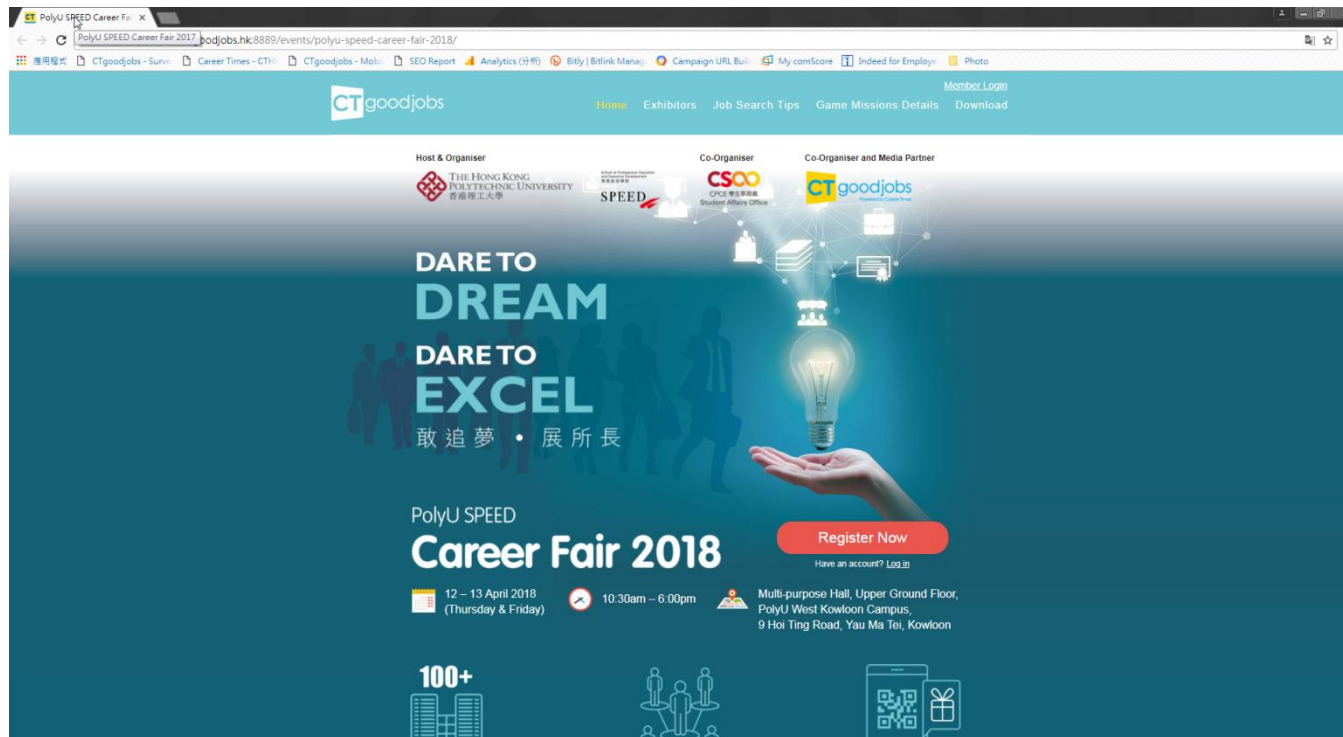 PolyU SPEED Career Fai
PolyU SPEED Career Fair 2017
oodjobs.hk:8889/events/polyu-speed-career-fair-2018/
應用程式 CTgoodjobs - Surve Career Times - CTH CTgoodjobs - Mobi SEO Report Analytics (分析) Bitly | Bitlink Manag Campaign URL Buil My comScore Indeed for Employe Photo
Member Login
CTgoodjobs
Home Exhibitors Job Search Tips Game Missions Details Download
Host & Organiser Co-Organiser Co-Organiser and Media Partner
THE HONG KONG
POLYTECHNIC UNIVERSITY
香港理工大學
SPEED
CSOO
CPCE 學生事務處
Student Affairs Office
CTgoodjobs
DARE TO
DREAM
DARE TO
EXCEL
敢追夢 • 展所長
PolyU SPEED
Career Fair 2018
Register Now
Have an account? Log in
12 – 13 April 2018
(Thursday & Friday)
10:30am – 6:00pm
Multi-purpose Hall, Upper Ground Floor,
PolyU West Kowloon Campus,
9 Hoi Ting Road, Yau Ma Tei, Kowloon
100+